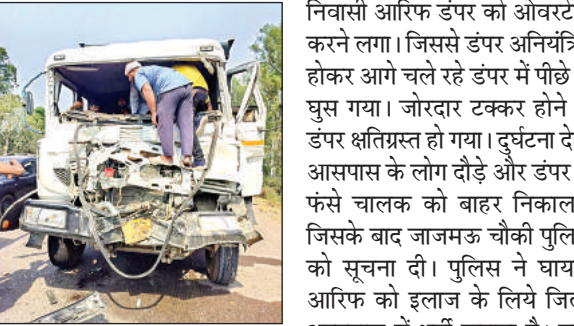 निवासी आरिफ डंपर को ओवरटे
करने लगा। जिससे डंपर अनियंत्रि
होकर आगे चले रहे डंपर में पीछे
घुस गया। जोरदार टक्कर होने
डंपर क्षतिग्रस्त हो गया। दुर्घटना दे
आसपास के लोग दौड़े और डंपर
फंसे चालक को बाहर निकाल
जिसके बाद जाजमऊ चौकी पुलि
को सूचना दी। पुलिस ने घाय
आरिफ को इलाज के लिये जि